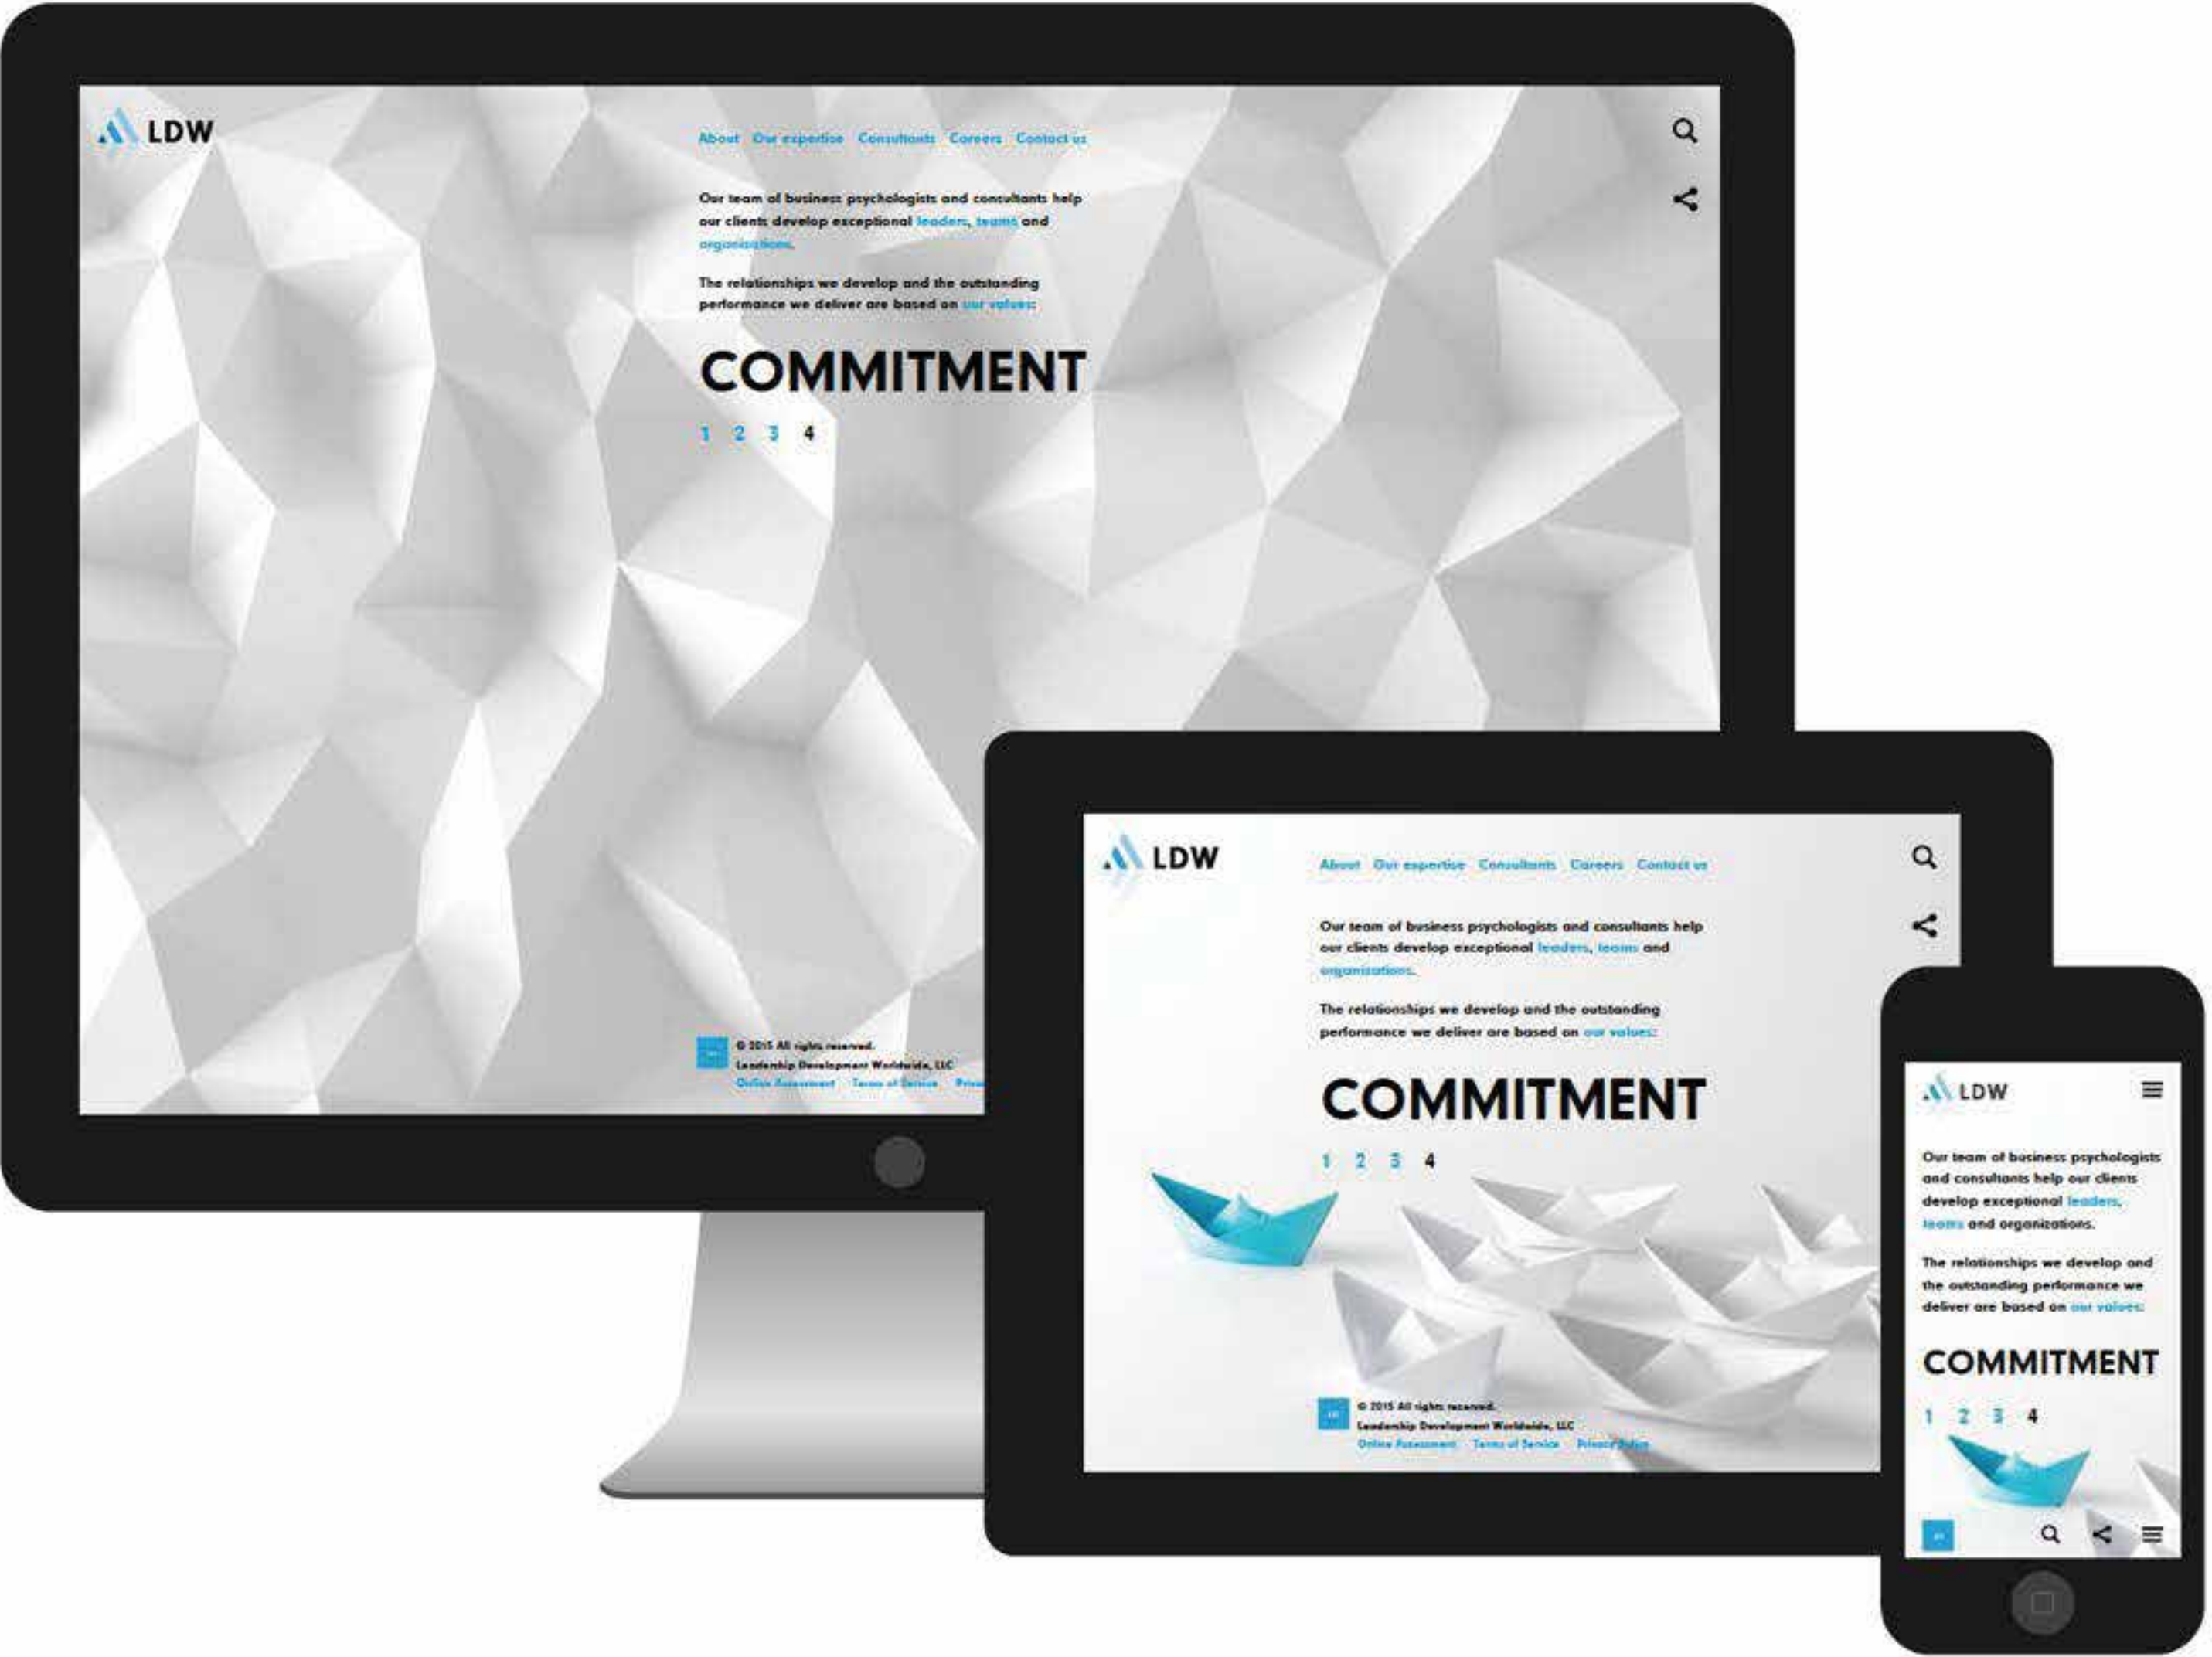 LDW
About Our expertise Consultants Careers Contact us
Our team of business psychologists and consultants help
our clients develop exceptional leaders, teams and
organizations.
The relationships we develop and the outstanding
performance we deliver are based on our values:
COMMITMENT
1 2 3 4
© 2015 All rights reserved.
Leadership Development Worldwide, LLC
Online Assessment Terms of Service
LDW
About Our expertise Consultants Careers Contact us
Our team of business psychologists and consultants help
our clients develop exceptional leaders, teams and
organizations.
The relationships we develop and the outstanding
performance we deliver are based on our values:
COMMITMENT
1 2 3 4
© 2015 All rights reserved.
Leadership Development Worldwide, LLC
Online Assessment Terms of Service Privacy Policy
LDW
Our team of business psychologists
and consultants help our clients
develop exceptional leaders,
teams and organizations.
The relationships we develop and
the outstanding performance we
deliver are based on our values:
COMMITMENT
1 2 3 4